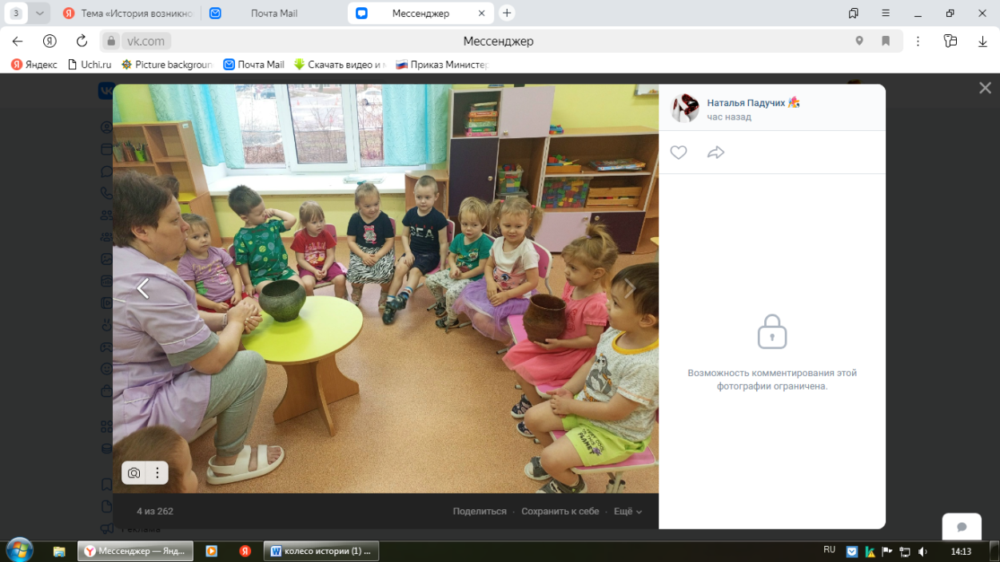 3
Тема «История возникно
Почта Mail
Мессенджер
vk.com
Мессенджер
Яндекс
Uchi.ru
Picture backgroun
Почта Mail
Скачать видео и м
Приказ Министер
Наталья Падучих
час назад
BEA
Возможность комментирования этой
фотографии ограничена.
PLANET
4 из 262
Поделиться · Сохранить к себе · Ещё
Реклама
Мессенджер — Янд...
колесо истории (1) ...
RU
14:13